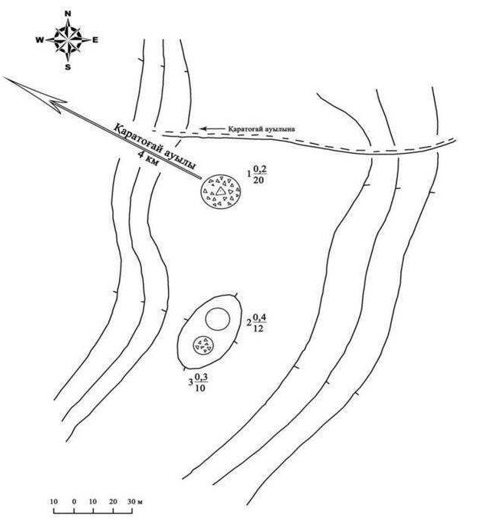 N
W E
S
Қаратоғай ауылына
Қаратоғай ауылы
4 км
1 0,2/20
2 0,4/12
3 0,3/10
10 0 10 20 30 м